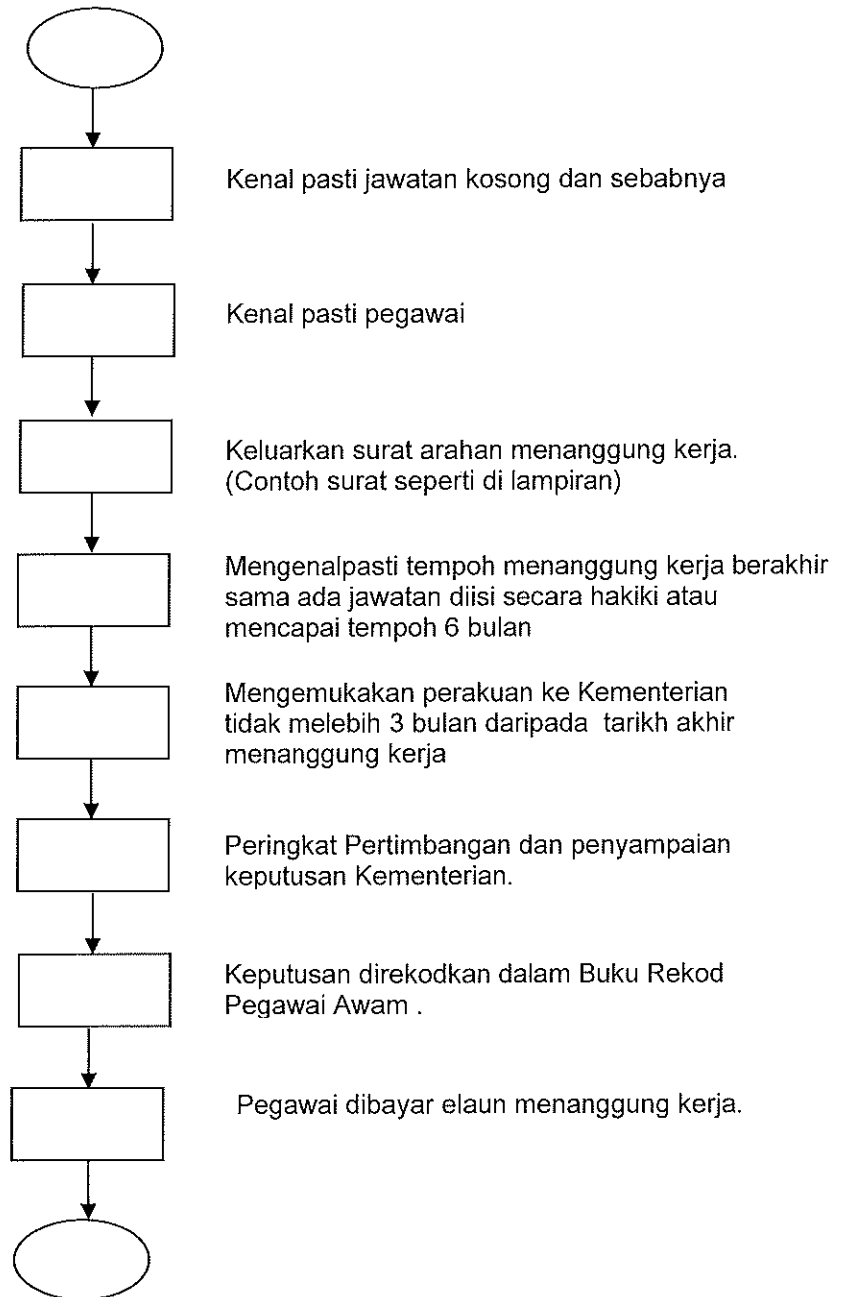 Kenal pasti jawatan kosong dan sebabnya
Kenal pasti pegawai
Keluarkan surat arahan menanggung kerja.
(Contoh surat seperti di lampiran)
Mengenalpasti tempoh menanggung kerja berakhir
sama ada jawatan diisi secara hakiki atau
mencapai tempoh 6 bulan
Mengemukakan perakuan ke Kementerian
tidak melebih 3 bulan daripada tarikh akhir
menanggung kerja
Peringkat Pertimbangan dan penyampaian
keputusan Kementerian.
Keputusan direkodkan dalam Buku Rekod
Pegawai Awam .
Pegawai dibayar elaun menanggung kerja.